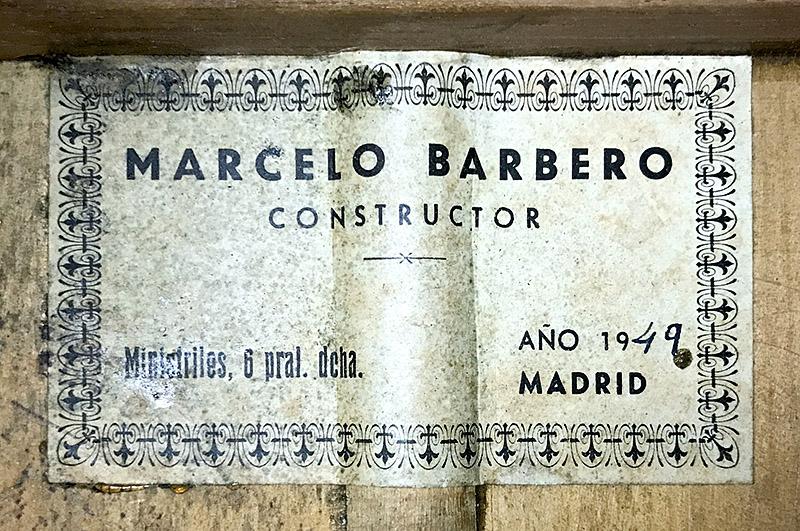 MARCELO BARBERO
CONSTRUCTOR
Ministriles, 6 pral. dcha.
AÑO 1949
MADRID